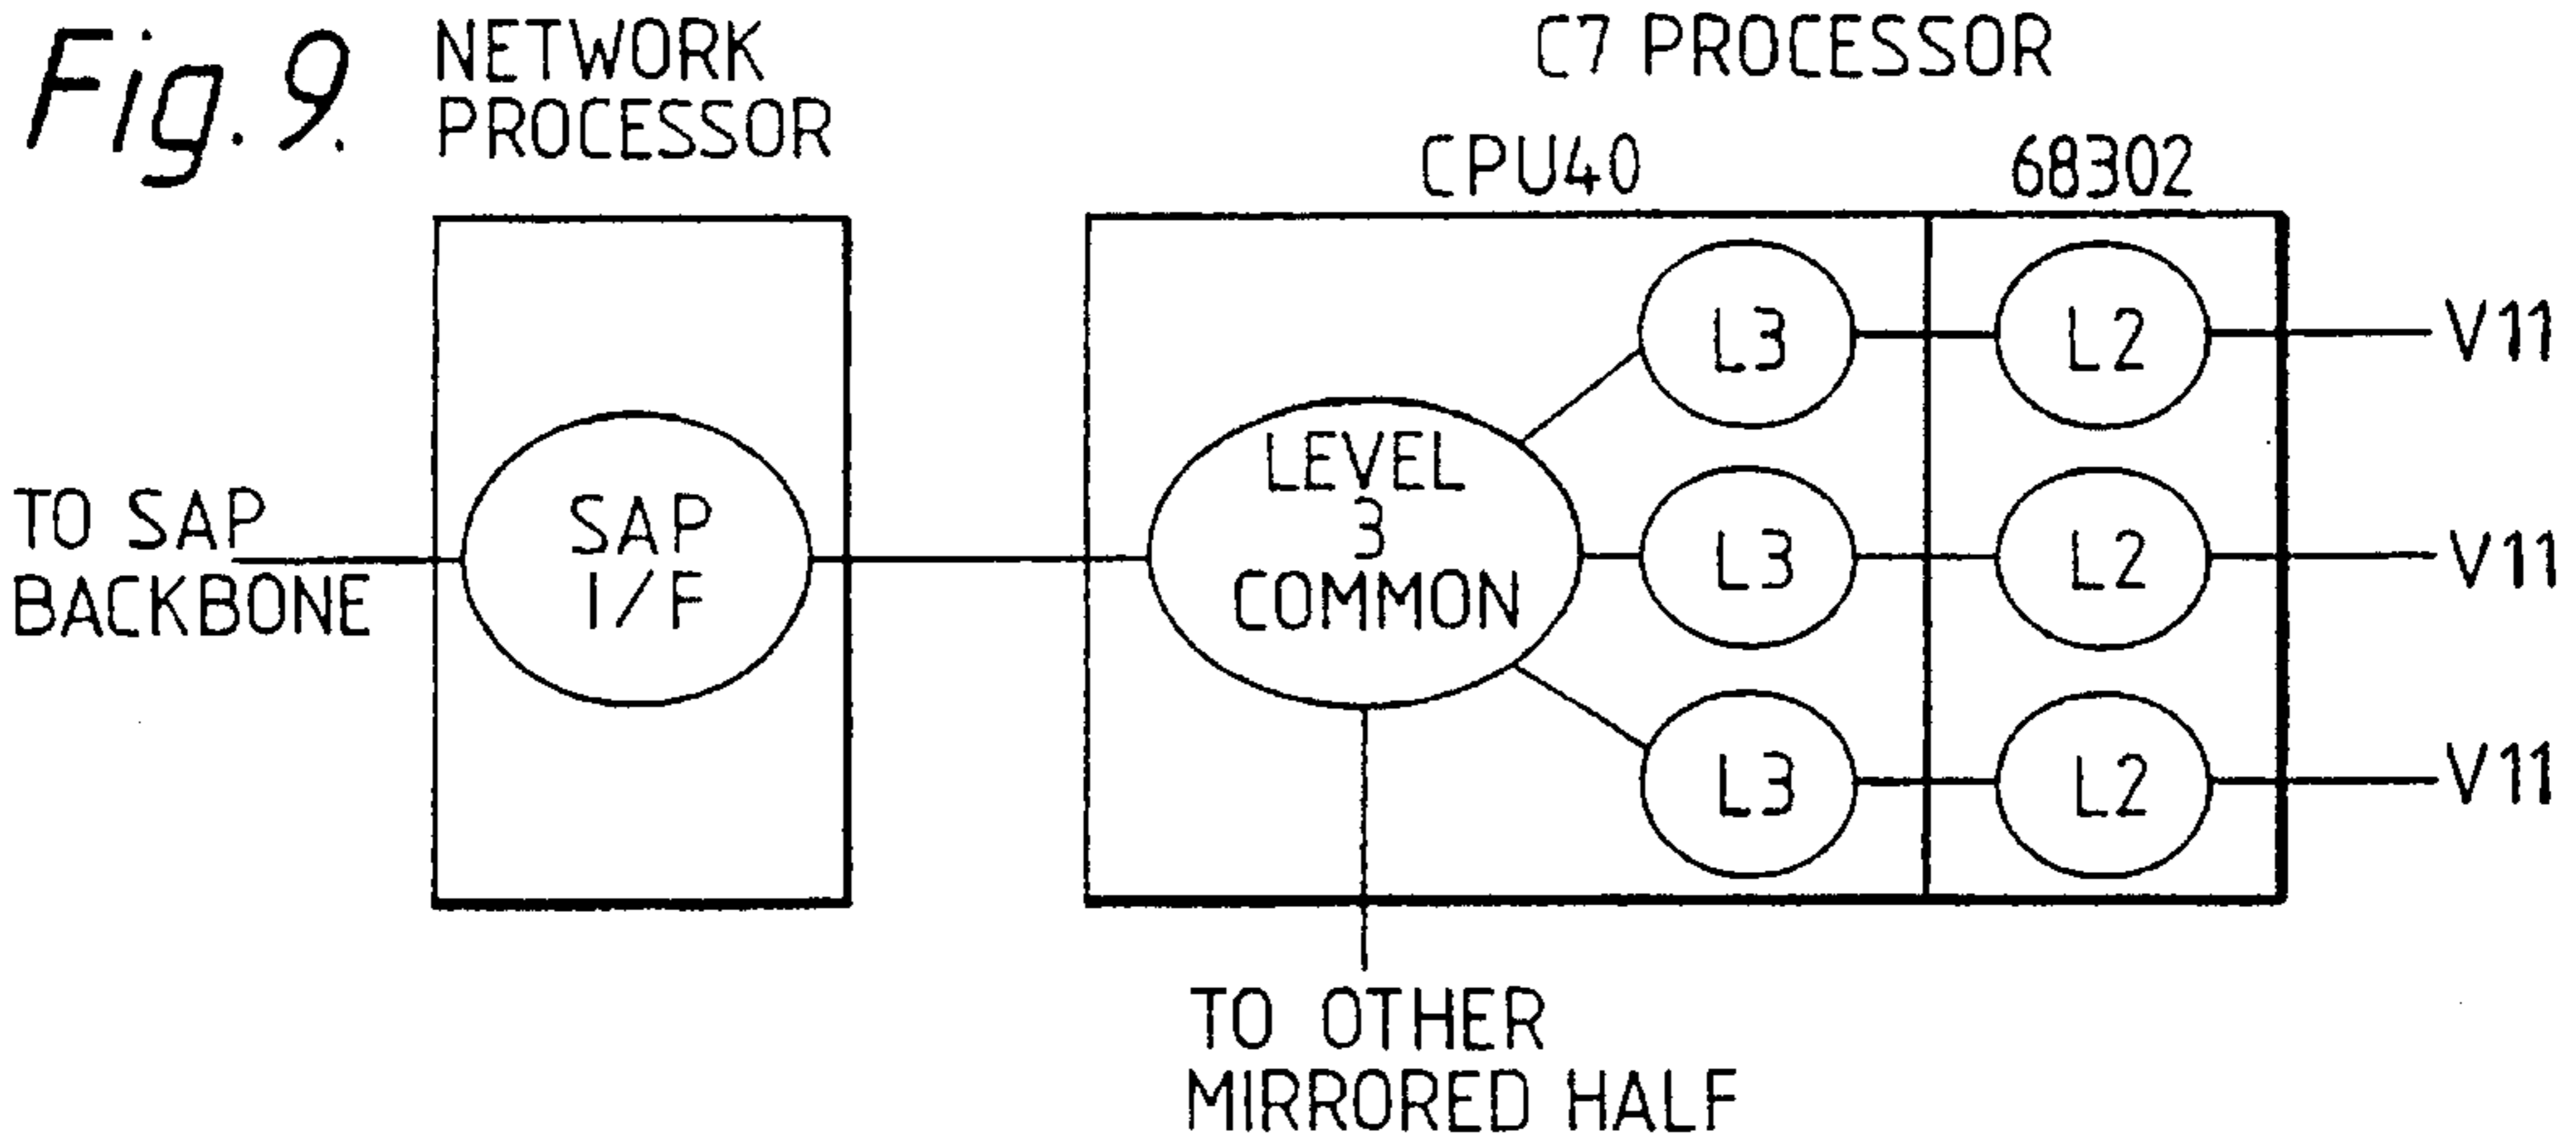 Fig. 9.
NETWORK
PROCESSOR
C7 PROCESSOR
CPU40
68302
TO SAP
BACKBONE
SAP
I/F
LEVEL
3
COMMON
L3
L2
V11
L3
L2
V11
L3
L2
V11
TO OTHER
MIRRORED HALF